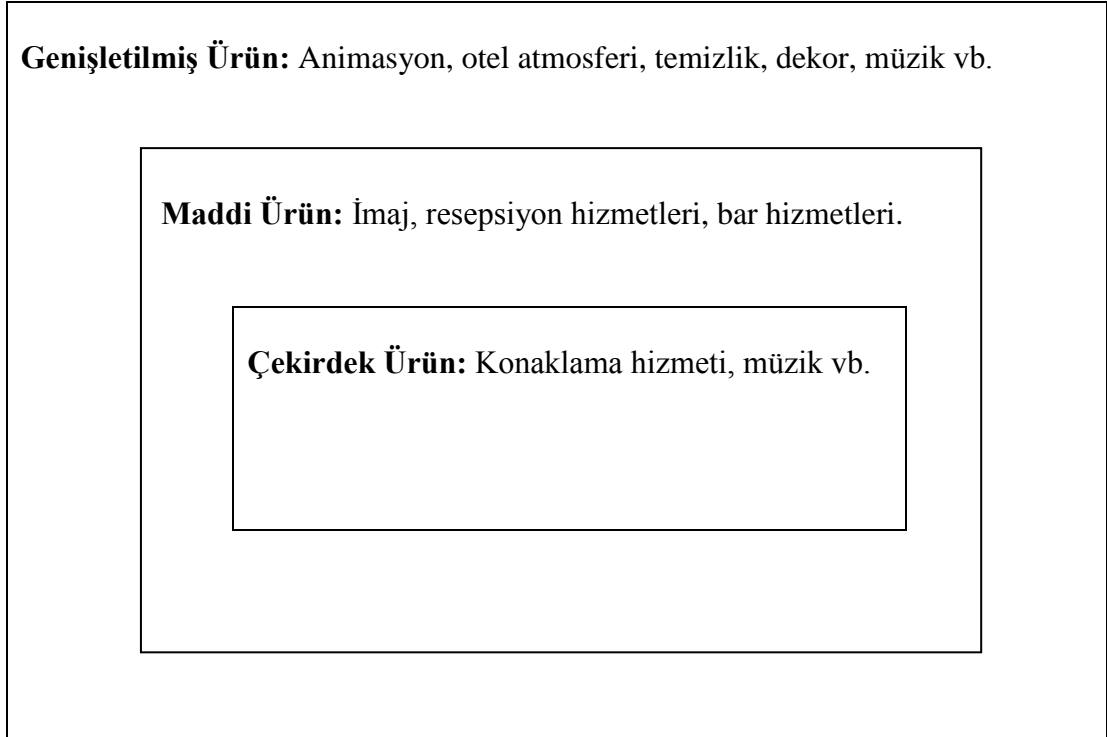 Genişletilmiş Ürün: Animasyon, otel atmosferi, temizlik, dekor, müzik vb.
Maddi Ürün: İmaj, resepsiyon hizmetleri, bar hizmetleri.
Çekirdek Ürün: Konaklama hizmeti, müzik vb.